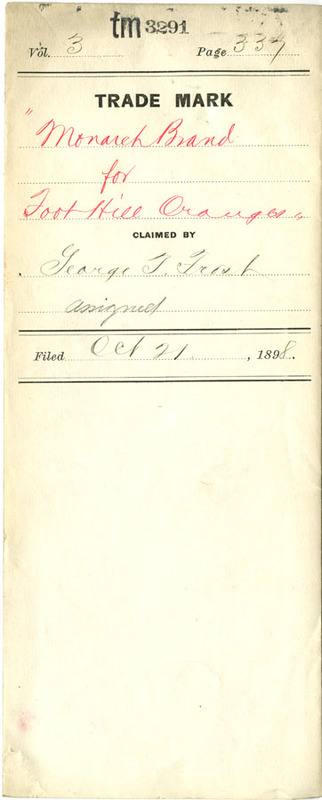 tm 3291
Vol. 3 Page 337
TRADE MARK
"Monarch Brand
for
Foot Hill Oranges"
CLAIMED BY
George T. Frost
assigned
Filed Oct 21, 1898.